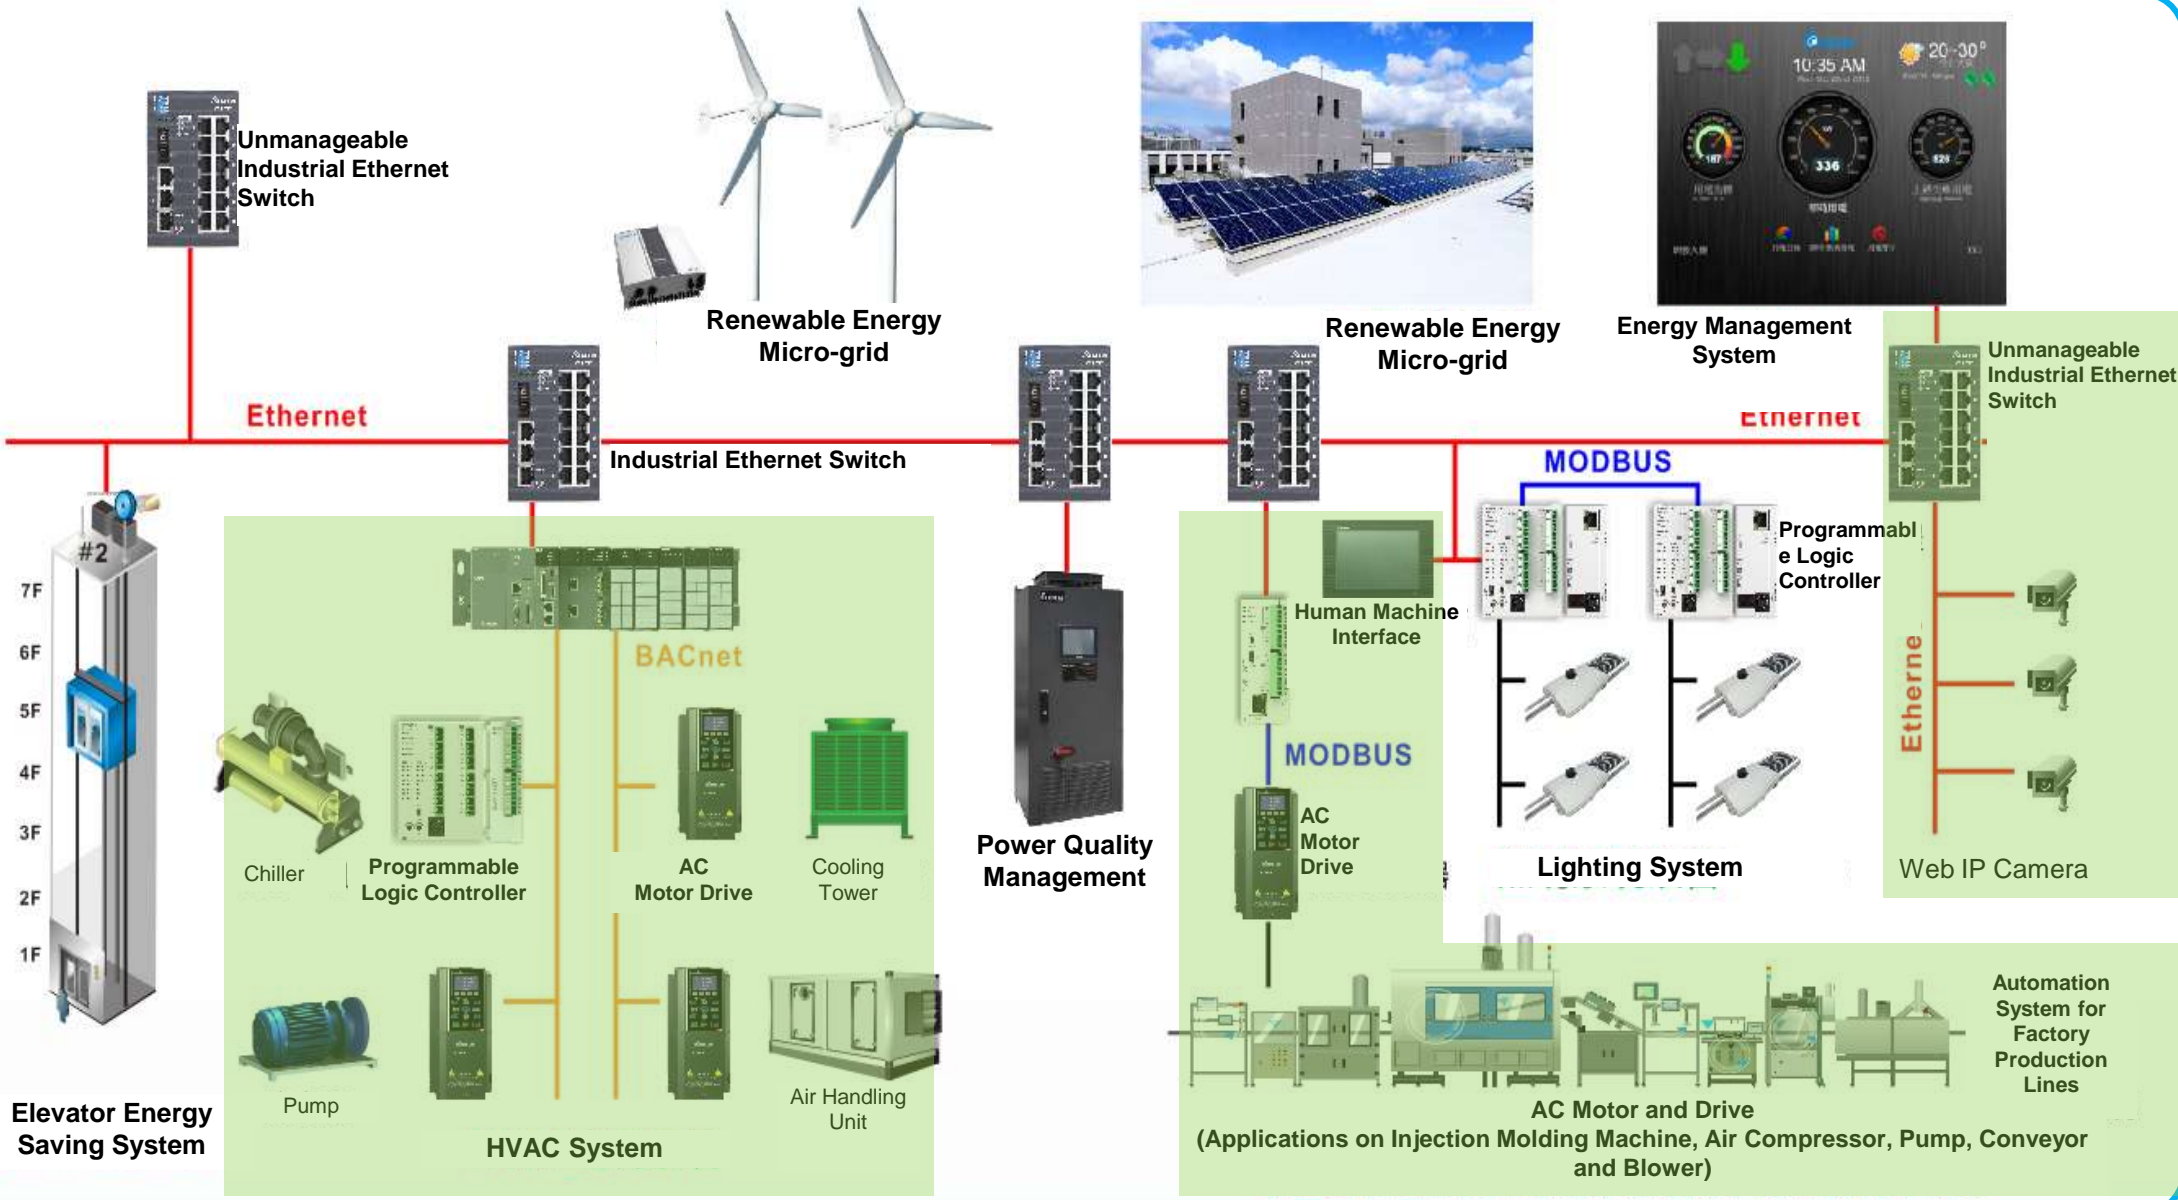 Unmanageable
Industrial Ethernet
Switch
Renewable Energy
Micro-grid
Renewable Energy
Micro-grid
10:35 AM
20~30°
187
336
628
Energy Management
System
Unmanageable
Industrial Ethernet
Switch
Ethernet
Industrial Ethernet Switch
Ethernet
MODBUS
Programmabl
e Logic
Controller
#2
7F
6F
5F
4F
3F
2F
1F
BACnet
Human Machine
Interface
MODBUS
Etherne
Chiller
Programmable
Logic Controller
AC
Motor Drive
Cooling
Tower
Power Quality
Management
AC
Motor
Drive
Lighting System
Web IP Camera
Pump
Air Handling
Unit
Elevator Energy
Saving System
HVAC System
Automation
System for
Factory
Production
Lines
AC Motor and Drive
(Applications on Injection Molding Machine, Air Compressor, Pump, Conveyor
and Blower)